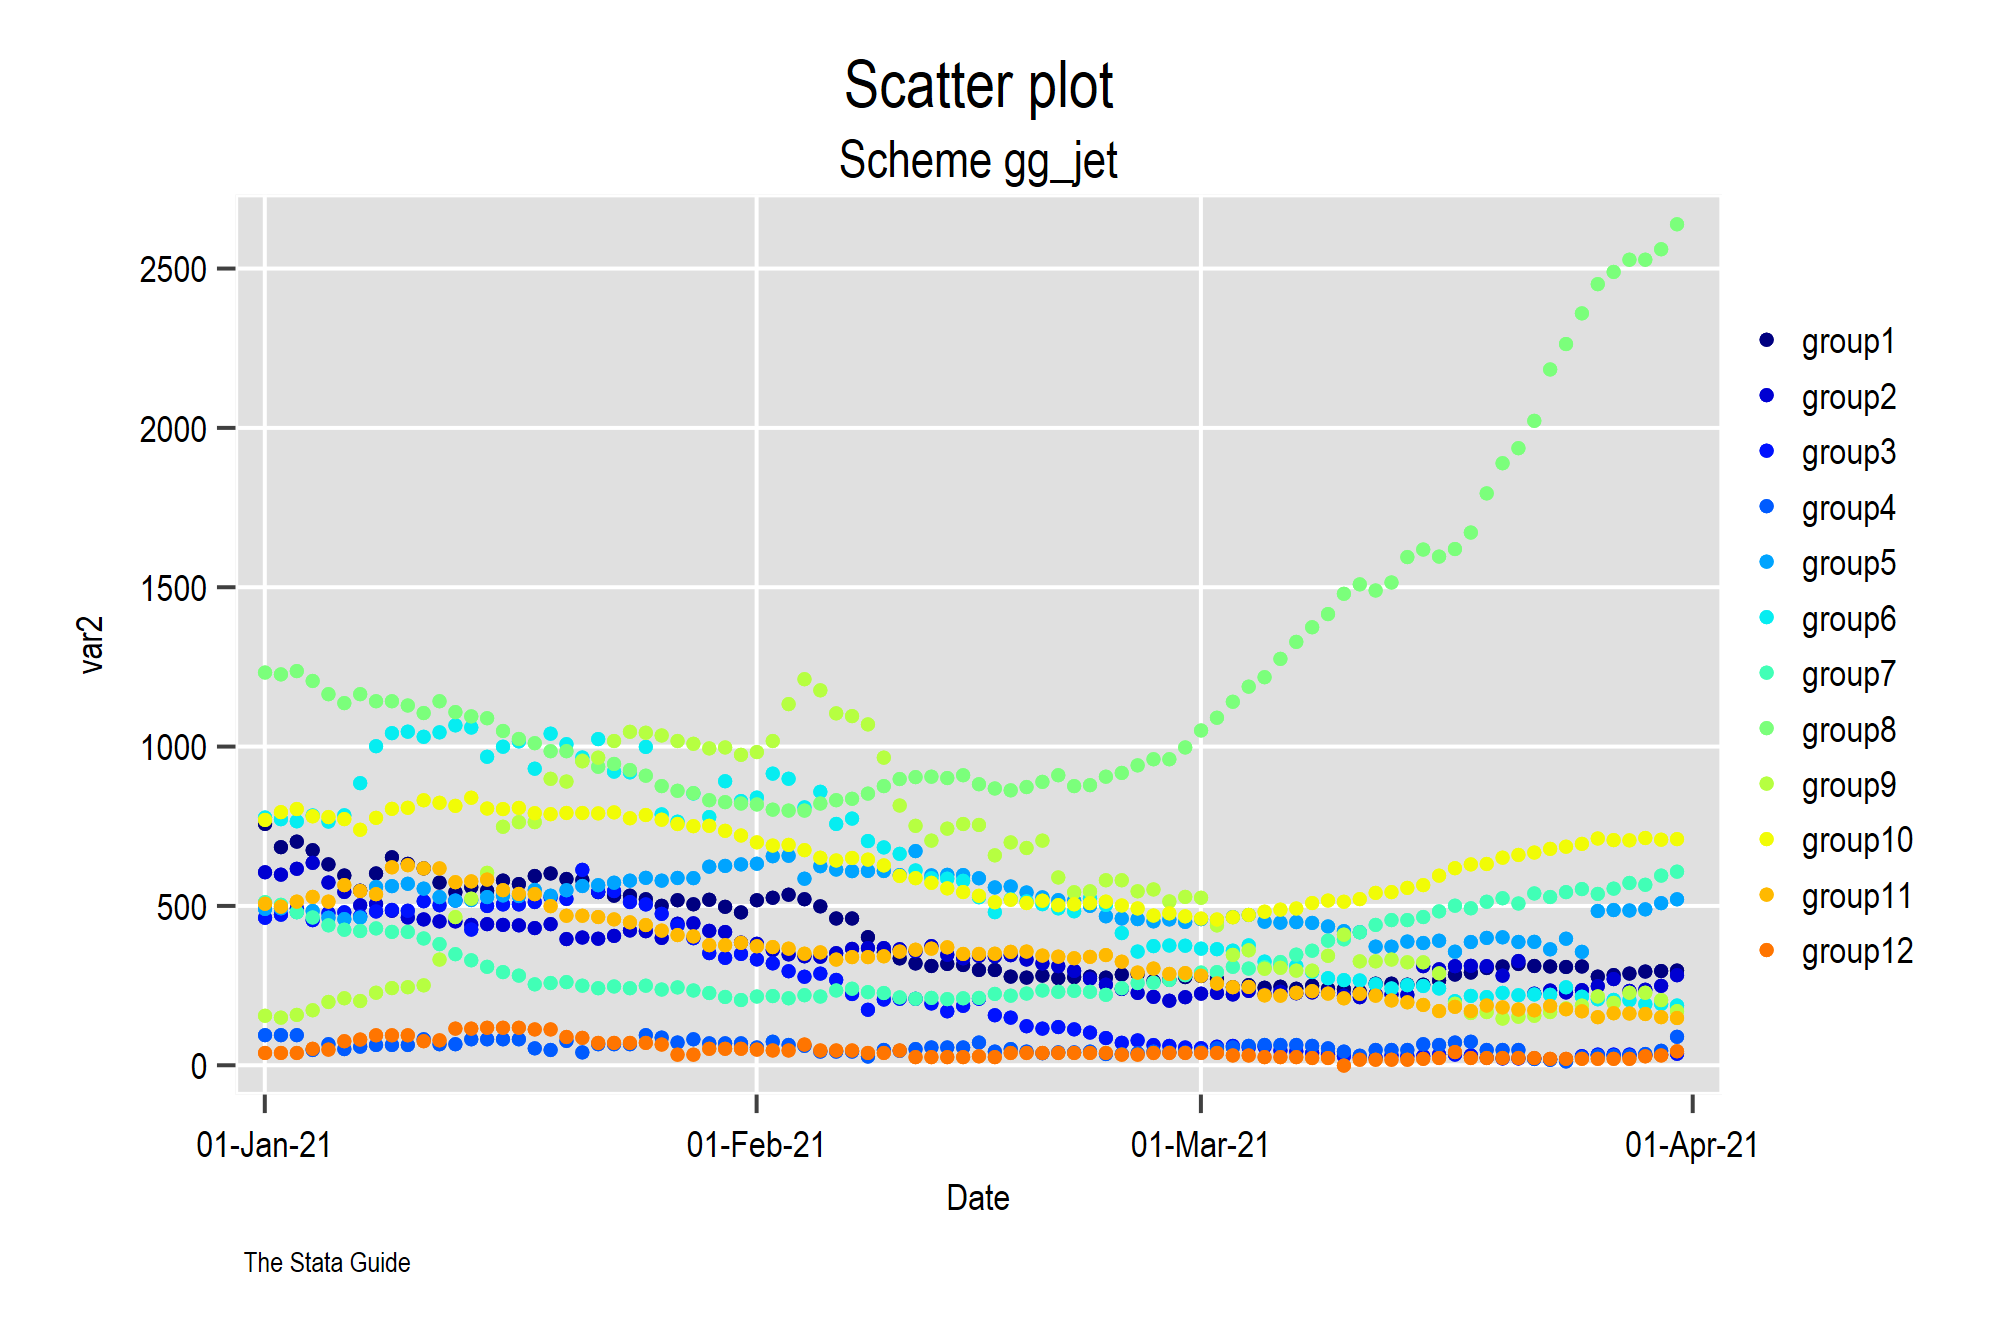 Scatter plot
Scheme gg_jet
2500
2000
1500
1000
500
0
var2
01-Jan-21
01-Feb-21
01-Mar-21
01-Apr-21
Date
group1
group2
group3
group4
group5
group6
group7
group8
group9
group10
group11
group12
The Stata Guide